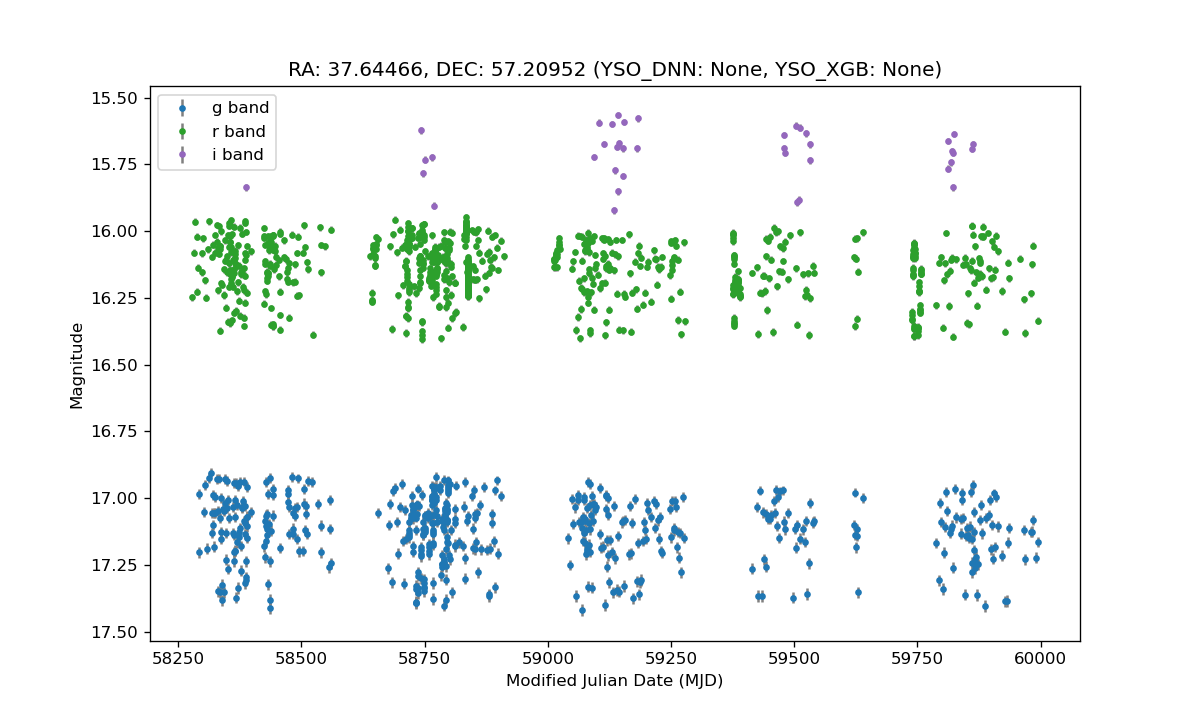 RA: 37.64466, DEC: 57.20952 (YSO_DNN: None, YSO_XGB: None)
g band
r band
i band
15.50
15.75
16.00
16.25
16.50
16.75
17.00
17.25
17.50
Magnitude
58250 58500 58750 59000 59250 59500 59750 60000
Modified Julian Date (MJD)